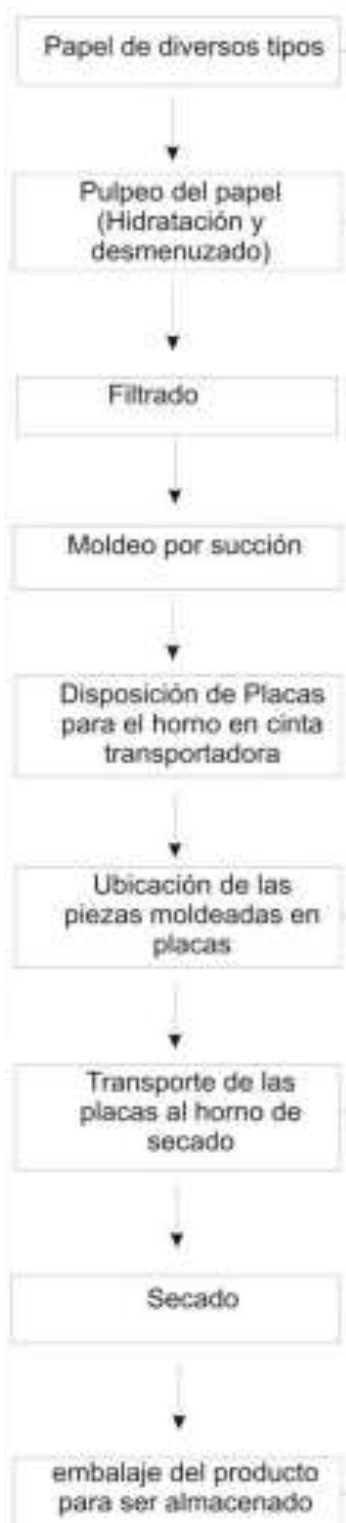 Papel de diversos tipos
Pulpeo del papel
(Hidratación y
desmenuzado)
Filtrado
Moldeo por succión
Disposición de Placas
para el horno en cinta
transportadora
Ubicación de las
piezas moldeadas en
placas
Transporte de las
placas al horno de
secado
Secado
embalaje del producto
para ser almacenado